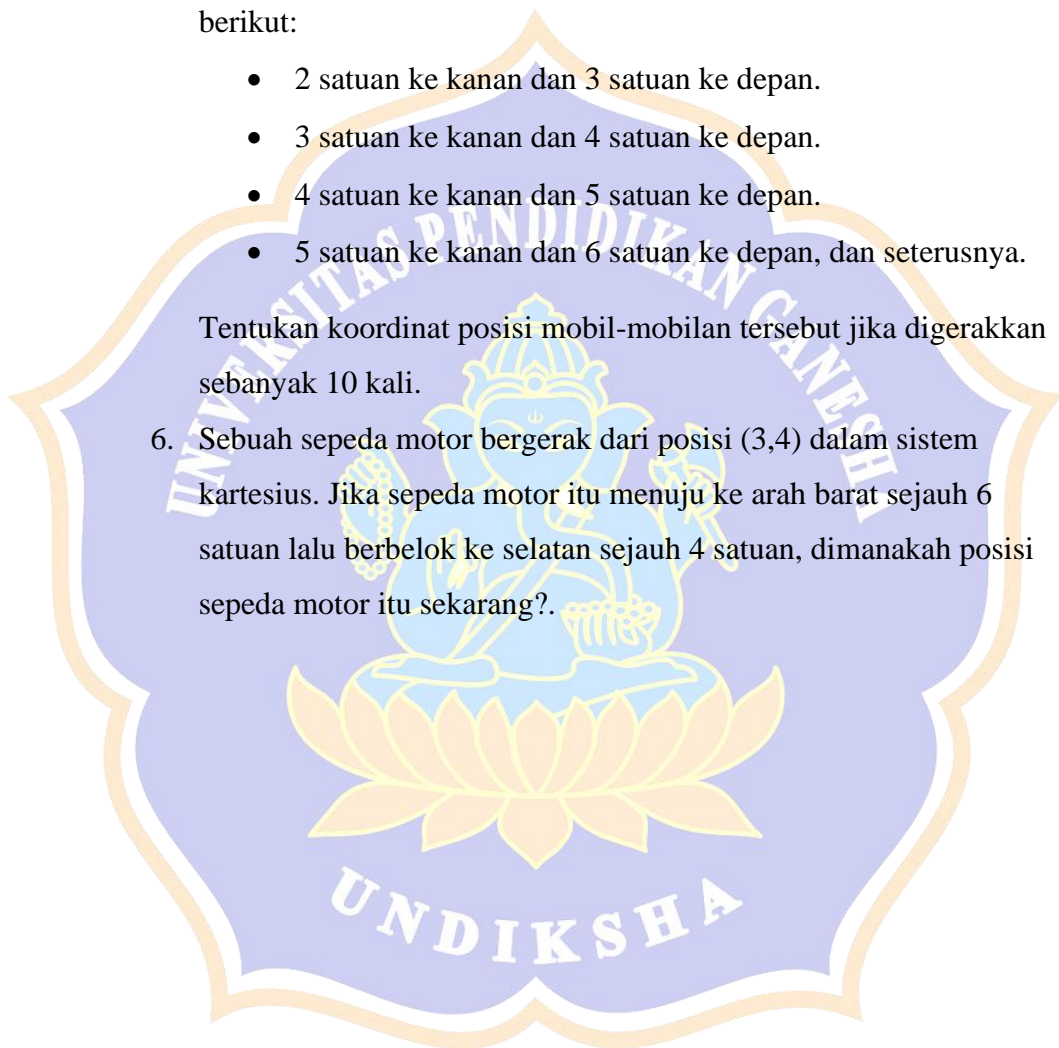 berikut:
• 2 satuan ke kanan dan 3 satuan ke depan.
• 3 satuan ke kanan dan 4 satuan ke depan.
• 4 satuan ke kanan dan 5 satuan ke depan.
• 5 satuan ke kanan dan 6 satuan ke depan, dan seterusnya.
Tentukan koordinat posisi mobil-mobilan tersebut jika digerakkan
sebanyak 10 kali.
6. Sebuah sepeda motor bergerak dari posisi (3,4) dalam sistem
kartesius. Jika sepeda motor itu menuju ke arah barat sejauh 6
satuan lalu berbelok ke selatan sejauh 4 satuan, dimanakah posisi
sepeda motor itu sekarang?.
UNIVERSITAS PENDIDIKAN GANESHA
UNDIKSHA